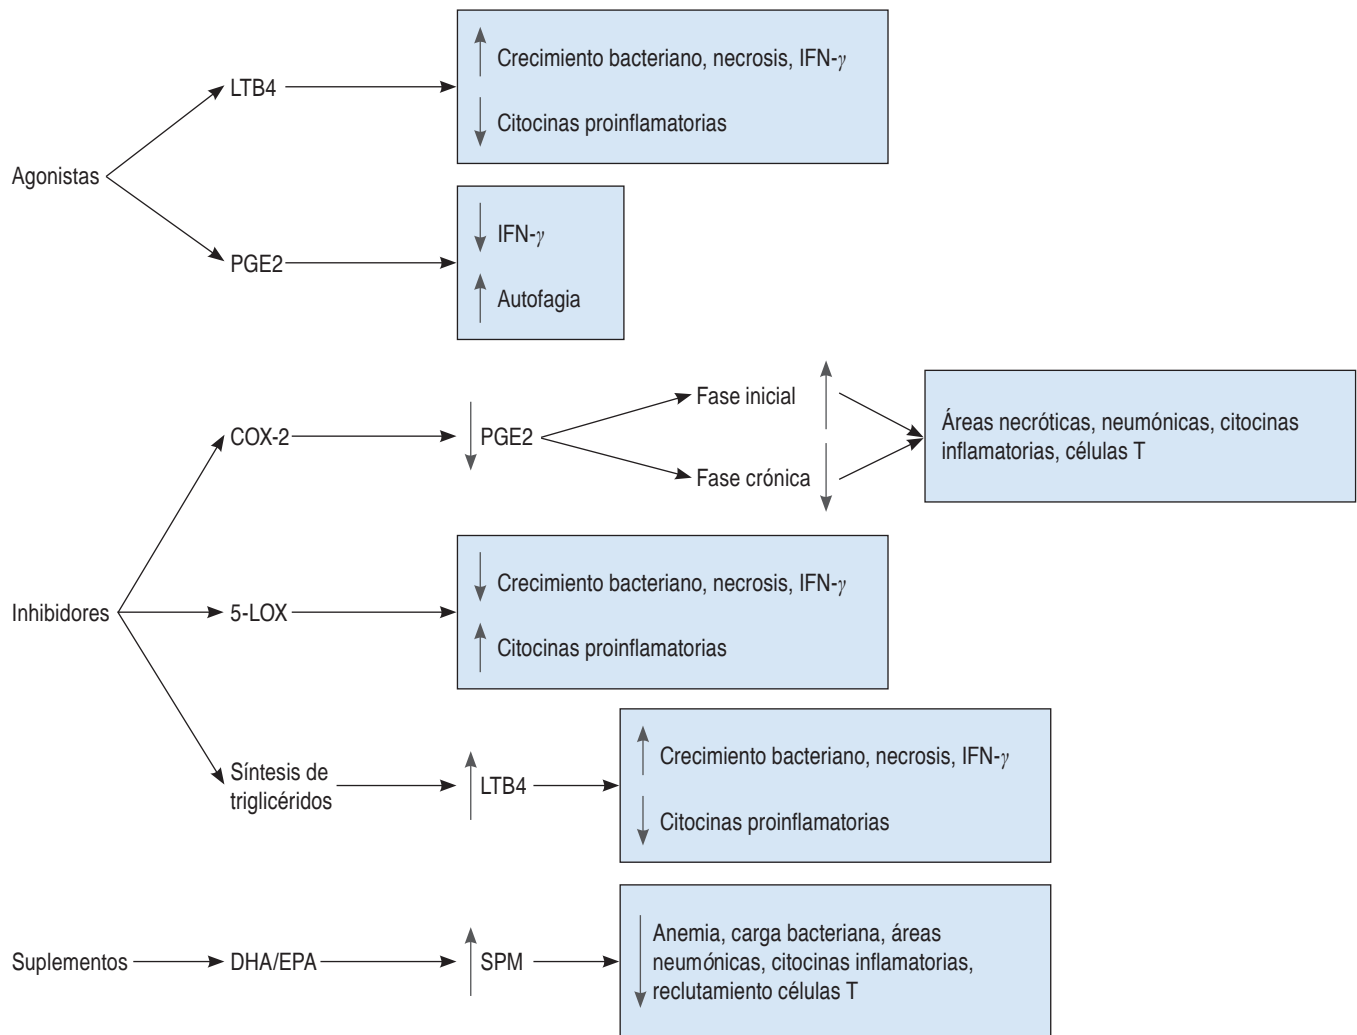 Agonistas
LTB4
Crecimiento bacteriano, necrosis, IFN-γ
Citocinas proinflamatorias
PGE2
IFN-γ
Autofagia
Inhibidores
COX-2
PGE2
Fase inicial
Fase crónica
Áreas necróticas, neumónicas, citocinas
inflamatorias, células T
5-LOX
Crecimiento bacteriano, necrosis, IFN-γ
Citocinas proinflamatorias
Síntesis de
triglicéridos
LTB4
Crecimiento bacteriano, necrosis, IFN-γ
Citocinas proinflamatorias
Suplementos
DHA/EPA
SPM
Anemia, carga bacteriana, áreas
neumónicas, citocinas inflamatorias,
reclutamiento células T